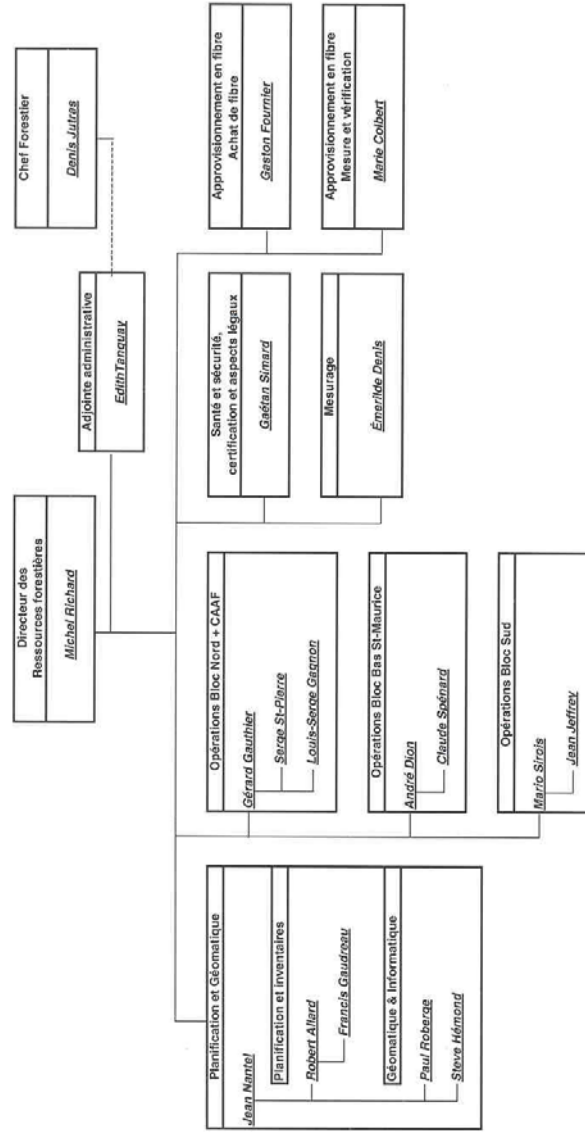 Directeur des
Ressources forestières
Michel Richard
Adjointe administrative
EdithTanquay
Chef Forestier
Denis Jutras
Planification et Géomatique
Jean Nantel
Planification et inventaires
Robert Allard
Francis Gaudreau
Géomatique & Informatique
Paul Roberge
Steve Hémond
Opérations Bloc Nord + CAAF
Gérard Gauthier
Serge St-Pierre
Louis-Serge Gagnon
Opérations Bloc Bas St-Maurice
André Dion
Claude Spénard
Opérations Bloc Sud
Mario Sirois
Jean Jeffrey
Santé et sécurité,
certification et aspects légaux
Gaétan Simard
Mesurage
Émerilde Denis
Approvisionnement en fibre
Achat de fibre
Gaston Fournier
Approvisionnement en fibre
Mesure et vérification
Marie Colbert